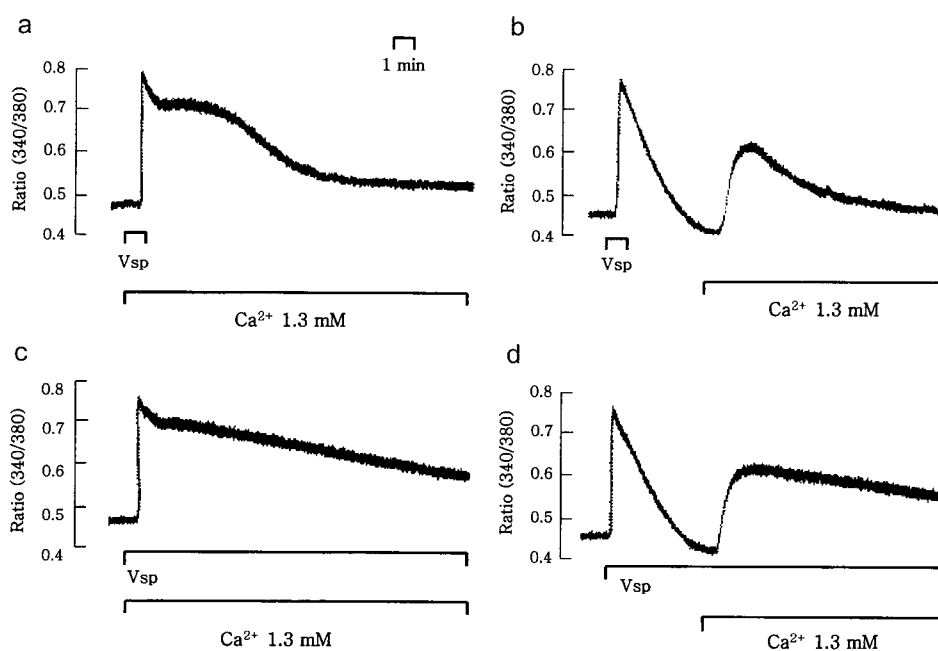 a
1 min
Ratio (340/380)
0.8
0.7
0.6
0.5
0.4
Vsp
Ca²⁺ 1.3 mM
b
Ratio (340/380)
0.8
0.7
0.6
0.5
0.4
Vsp
Ca²⁺ 1.3 mM
c
Ratio (340/380)
0.8
0.7
0.6
0.5
0.4
Vsp
Ca²⁺ 1.3 mM
d
Ratio (340/380)
0.8
0.7
0.6
0.5
0.4
Vsp
Ca²⁺ 1.3 mM